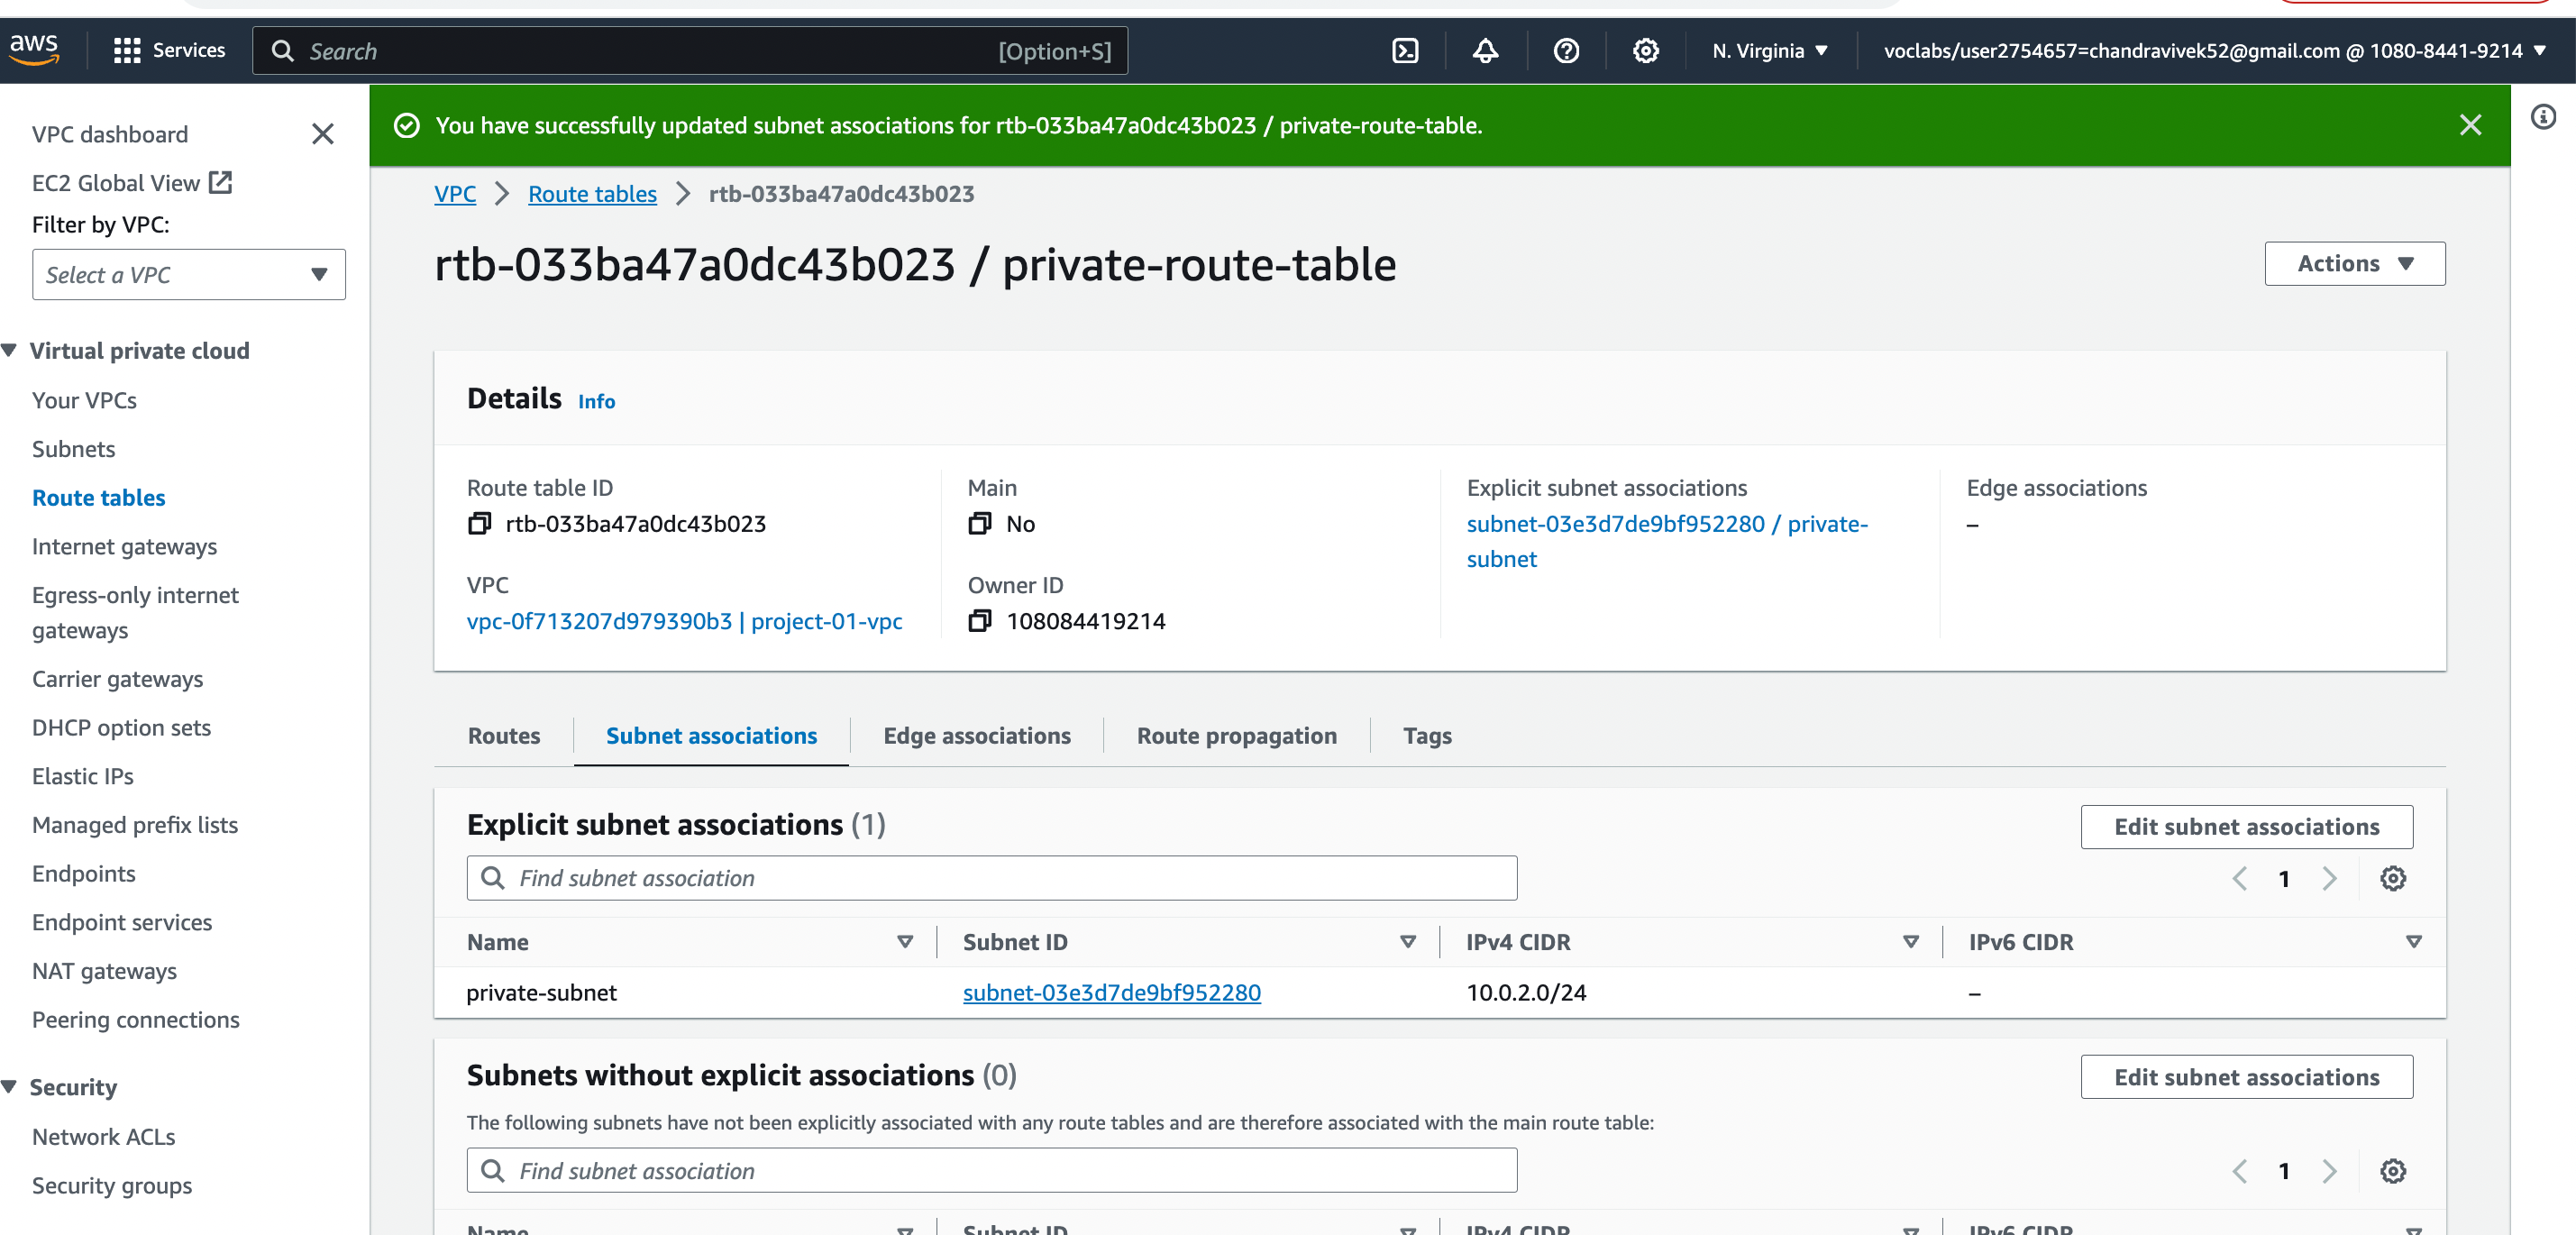 aws
Services
Search
[Option+S]
N. Virginia
voclabs/user2754657=chandravivek52@gmail.com @ 1080-8441-9214
VPC dashboard
EC2 Global View
Filter by VPC:
Select a VPC
Virtual private cloud
Your VPCs
Subnets
Route tables
Internet gateways
Egress-only internet
gateways
Carrier gateways
DHCP option sets
Elastic IPs
Managed prefix lists
Endpoints
Endpoint services
NAT gateways
Peering connections
Security
Network ACLs
Security groups
You have successfully updated subnet associations for rtb-033ba47a0dc43b023 / private-route-table.
VPC
Route tables
rtb-033ba47a0dc43b023
rtb-033ba47a0dc43b023 / private-route-table
Actions
Details Info
Route table ID
rtb-033ba47a0dc43b023
Main
No
Explicit subnet associations
subnet-03e3d7de9bf952280 / private-
subnet
Edge associations
–
VPC
vpc-0f713207d979390b3 | project-01-vpc
Owner ID
108084419214
Routes
Subnet associations
Edge associations
Route propagation
Tags
Explicit subnet associations (1)
Edit subnet associations
Find subnet association
1
Name
Subnet ID
IPv4 CIDR
IPv6 CIDR
private-subnet
subnet-03e3d7de9bf952280
10.0.2.0/24
–
Subnets without explicit associations (0)
Edit subnet associations
The following subnets have not been explicitly associated with any route tables and are therefore associated with the main route table:
Find subnet association
1
Name
Subnet ID
IPv4 CIDR
IPv6 CIDR